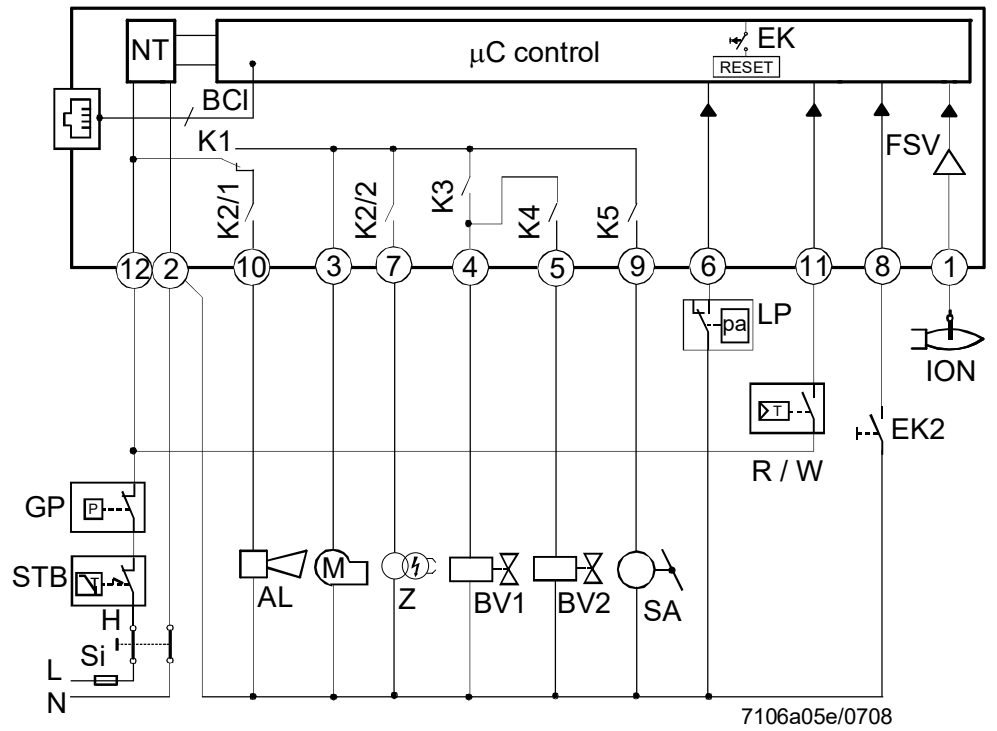 NT
μC control
EK
RESET
BCI
FSV
K1
K2/1
K2/2
K3
K4
K5
12
2
10
3
7
4
5
9
6
11
8
1
pa
LP
ION
T
R / W
EK2
GP
P
STB
T
H
Si
L
N
AL
M
Z
BV1
BV2
SA
7106a05e/0708